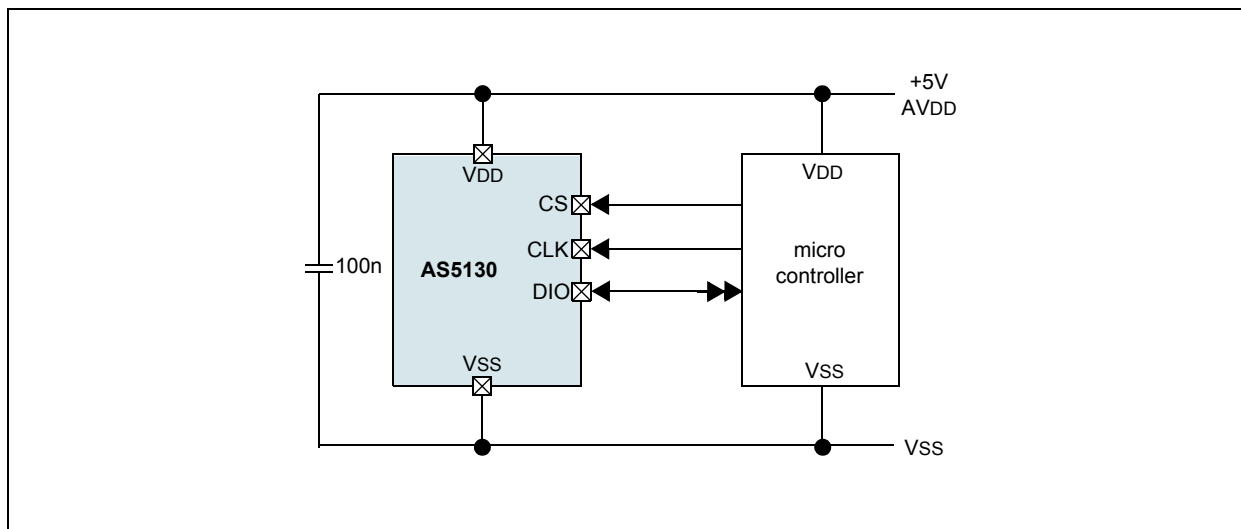 +5V
AVDD
VDD
VDD
CS
CLK
micro
controller
100n
AS5130
DIO
VSS
VSS
VSS